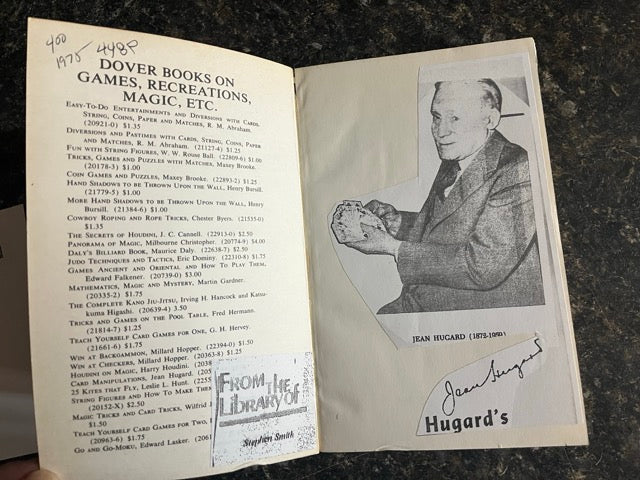 400
1975 448P
DOVER BOOKS ON
GAMES, RECREATIONS,
MAGIC, ETC.
EASY-TO-DO ENTERTAINMENTS AND DIVERSIONS WITH CARDS,
STRING, COINS, PAPER AND MATCHES, R. M. Abraham.
(20921-0) $1.35
DIVERSIONS AND PASTIMES WITH CARDS, STRING, COINS, PAPER
AND MATCHES, R. M. Abraham. (21127-4) $1.25
FUN WITH STRING FIGURES, W. W. Rouse Ball. (22809-6) $1.00
TRICKS, GAMES AND PUZZLES WITH MATCHES, Maxey Brooke.
(20178-3) $1.00
COIN GAMES AND PUZZLES, Maxey Brooke. (22893-2) $1.25
HAND SHADOWS TO BE THROWN UPON THE WALL, Henry Bursill.
(21779-5) $1.00
MORE HAND SHADOWS TO BE THROWN UPON THE WALL, Henry
Bursill. (21384-6) $1.00
COWBOY ROPING AND ROPE TRICKS, Chester Byers. (21535-0)
$1.35
THE SECRETS OF HOUDINI, J. C. Cannell. (22913-0) $2.50
PANORAMA OF MAGIC, Milbourne Christopher. (20774-9) $4.00
DALY'S BILLIARD BOOK, Maurice Daly. (22638-7) $2.50
JUDO TECHNIQUES AND TACTICS, Eric Dominy. (22310-8) $1.75
GAMES ANCIENT AND ORIENTAL AND HOW TO PLAY THEM,
Edward Falkener. (20739-0) $3.00
MATHEMATICS, MAGIC AND MYSTERY, Martin Gardner.
(20335-2) $1.75
THE COMPLETE KANO JIU-JITSU, Irving H. Hancock and Katsu-
kuma Higashi. (20639-4) 3.50
TRICKS AND GAMES ON THE POOL TABLE, Fred Hermann.
(21814-7) $1.25
TEACH YOURSELF CARD GAMES FOR ONE, G. H. Hervey.
(21661-6) $1.75
WIN AT BACKGAMMON, Millard Hopper. (22394-0) $1.50
WIN AT CHECKERS, Millard Hopper. (20363-8) $1.25
HOUDINI ON MAGIC, Harry Houdini. (2038
CARD MANIPULATIONS, Jean Hugard. (205
25 KITES THAT FLY, Leslie L. Hunt. (2255
STRING FIGURES AND HOW TO MAKE THE
(20152-X) $2.50
MAGIC TRICKS AND CARD TRICKS, Wilfrid
$1.50
TEACH YOURSELF CARD GAMES FOR TWO,
(20963-6) $1.75
GO AND GO-MOKU, Edward Lasker. (2061
FROM THE
LIBRARY OF
Stephen Smith
JEAN HUGARD (1872-1959)
Jean Hugard
Hugard's